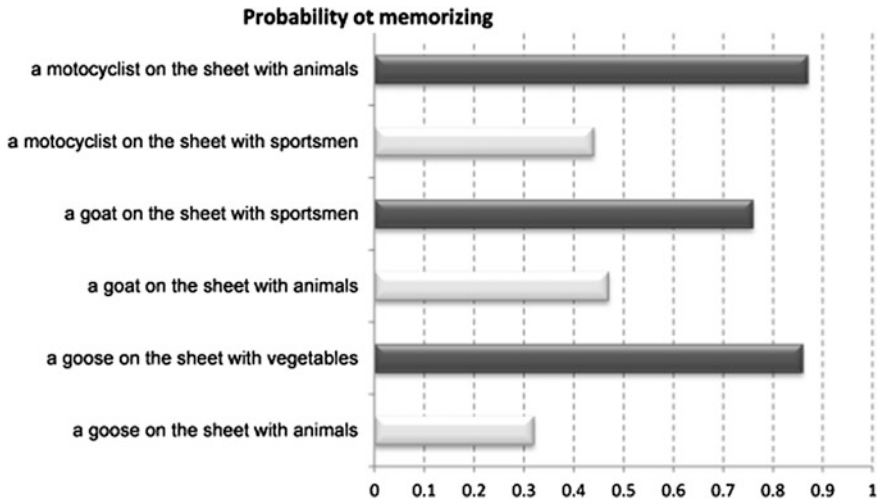 Probability ot memorizing
a motocyclist on the sheet with animals
a motocyclist on the sheet with sportsmen
a goat on the sheet with sportsmen
a goat on the sheet with animals
a goose on the sheet with vegetables
a goose on the sheet with animals
0 0.1 0.2 0.3 0.4 0.5 0.6 0.7 0.8 0.9 1